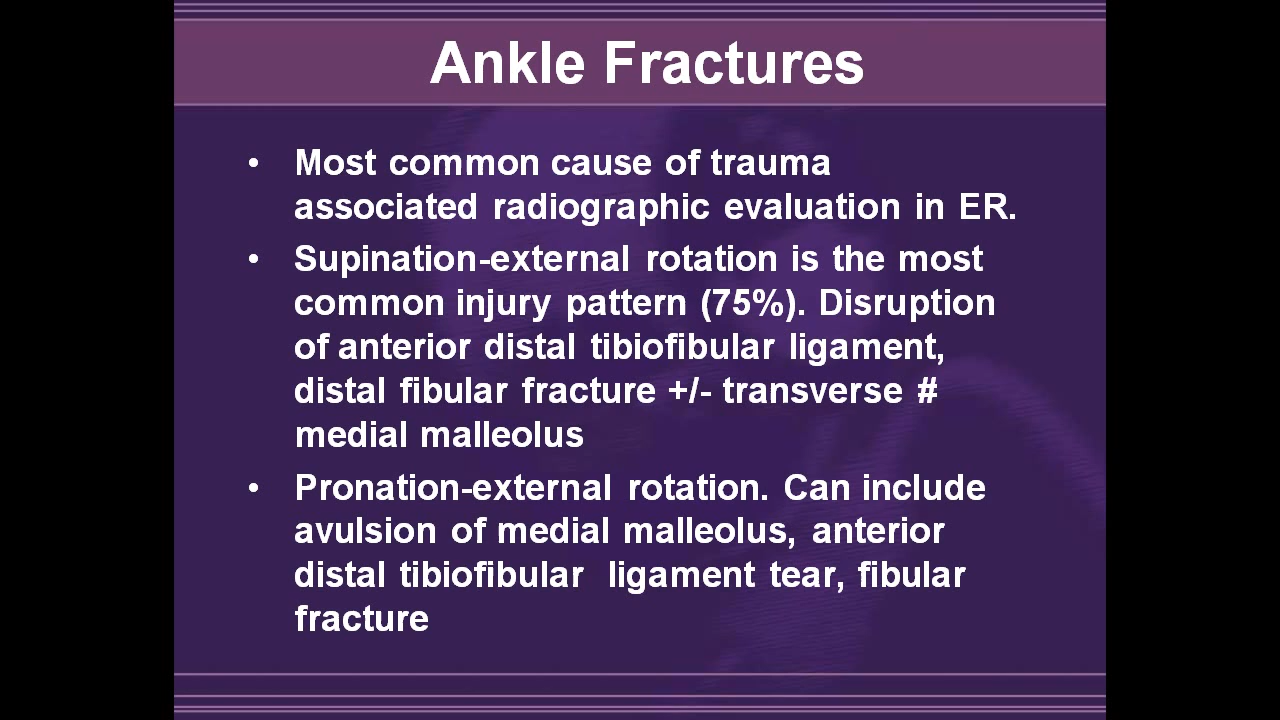 Ankle Fractures
• Most common cause of trauma
associated radiographic evaluation in ER.
• Supination-external rotation is the most
common injury pattern (75%). Disruption
of anterior distal tibiofibular ligament,
distal fibular fracture +/- transverse #
medial malleolus
• Pronation-external rotation. Can include
avulsion of medial malleolus, anterior
distal tibiofibular ligament tear, fibular
fracture